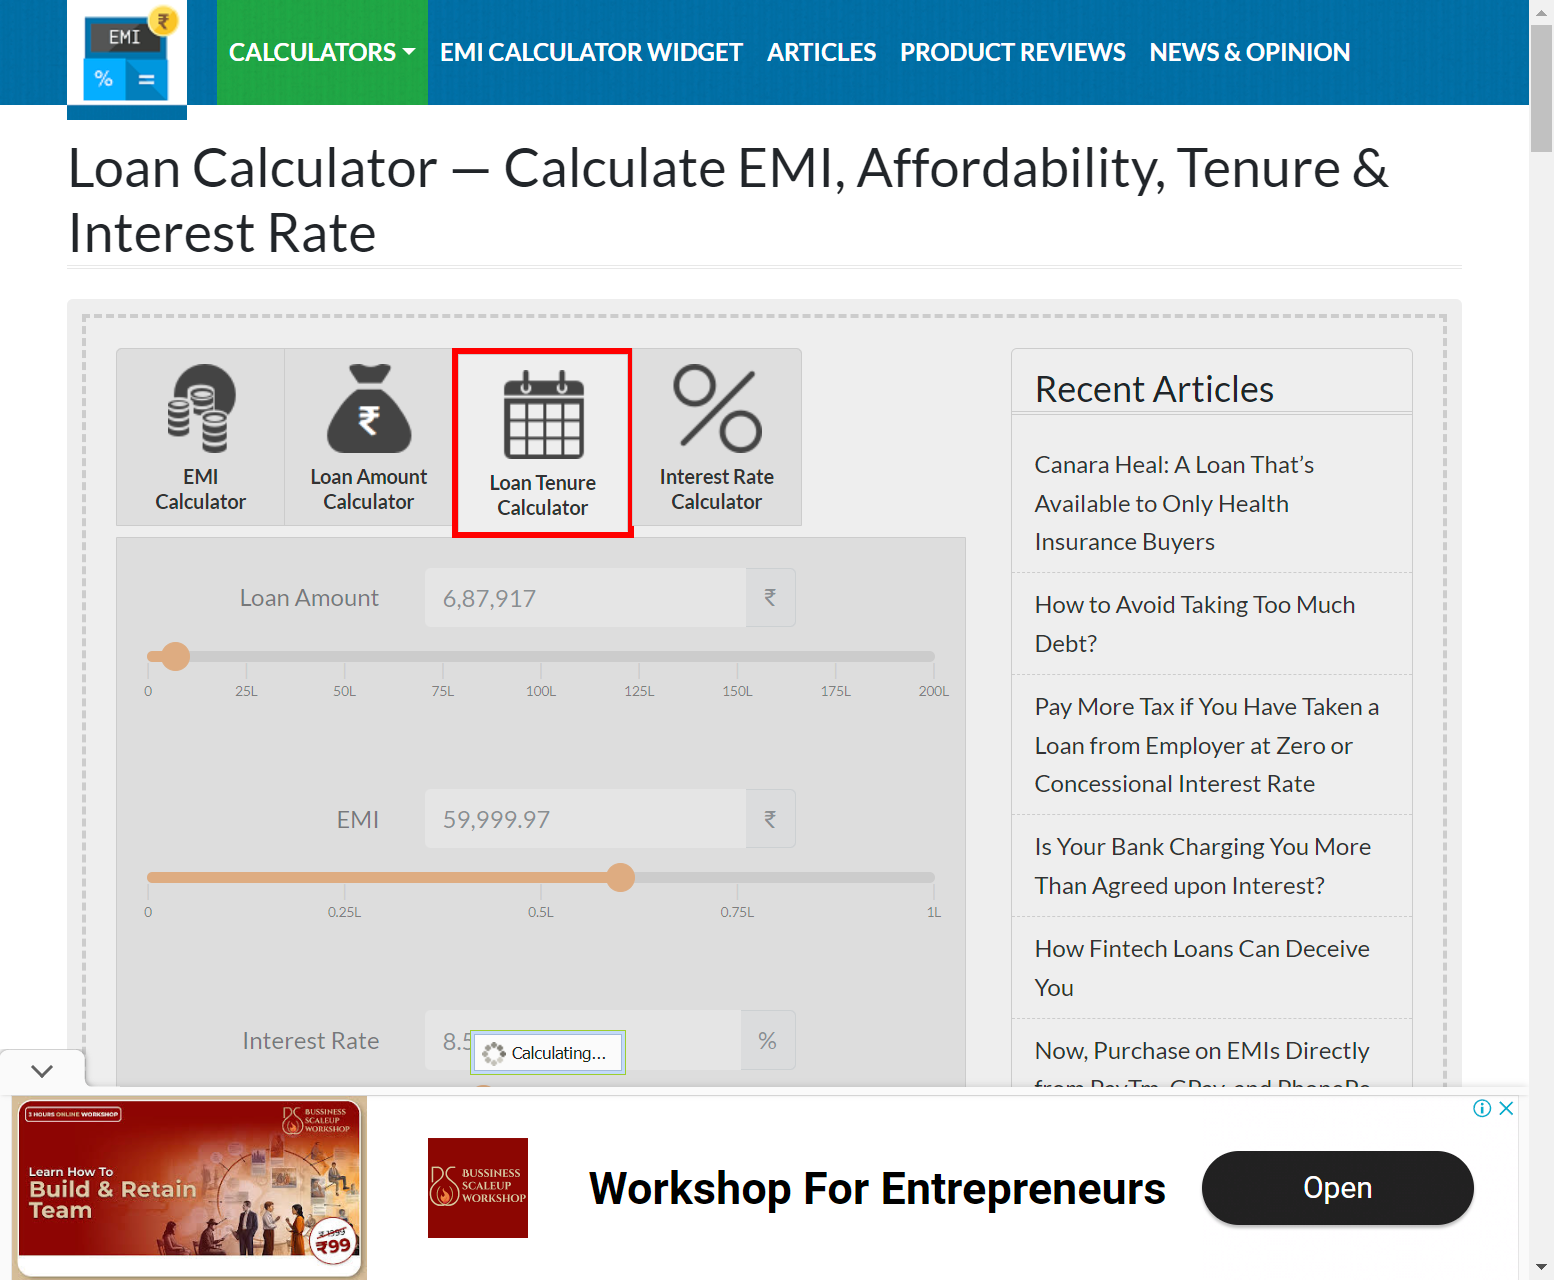 EMI
₹
%
=
CALCULATORS
EMI CALCULATOR WIDGET
ARTICLES
PRODUCT REVIEWS
NEWS & OPINION
Loan Calculator — Calculate EMI, Affordability, Tenure &
Interest Rate
EMI
Calculator
₹
Loan Amount
Calculator
Loan Tenure
Calculator
Interest Rate
Calculator
Loan Amount
6,87,917
₹
0
25L
50L
75L
100L
125L
150L
175L
200L
EMI
59,999.97
₹
0
0.25L
0.5L
0.75L
1L
Interest Rate
8.5
%
Calculating...
Recent Articles
Canara Heal: A Loan That’s
Available to Only Health
Insurance Buyers
How to Avoid Taking Too Much
Debt?
Pay More Tax if You Have Taken a
Loan from Employer at Zero or
Concessional Interest Rate
Is Your Bank Charging You More
Than Agreed upon Interest?
How Fintech Loans Can Deceive
You
Now, Purchase on EMIs Directly
from PayTm, GPay, and PhonePe
3 HOURS ONLINE WORKSHOP
BUSSINESS
SCALEUP
WORKSHOP
Learn How To
Build & Retain
Team
₹ 1399
₹99
BUSSINESS
SCALEUP
WORKSHOP
Workshop For Entrepreneurs
Open